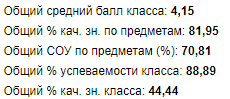 Общий средний балл класса: 4,15
Общий % кач. зн. по предметам: 81,95
Общий СОУ по предметам (%): 70,81
Общий % успеваемости класса: 88,89
Общий % кач. зн. класса: 44,44